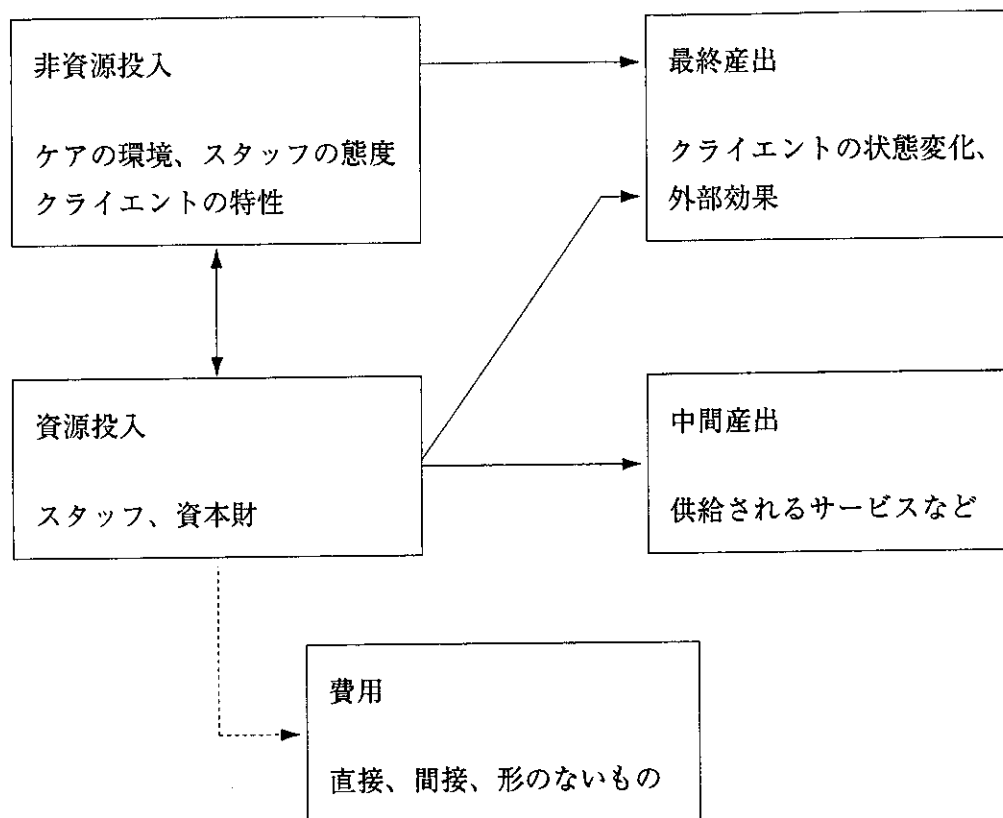 非資源投入
ケアの環境、スタッフの態度
クライエントの特性
最終産出
クライエントの状態変化、
外部効果
資源投入
スタッフ、資本財
中間産出
供給されるサービスなど
費用
直接、間接、形のないもの